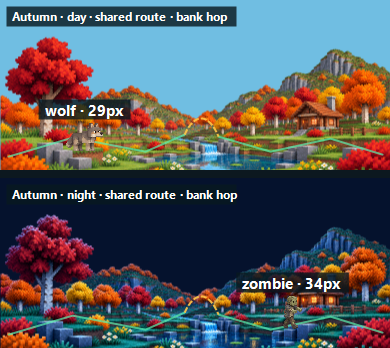 Autumn · day · shared route · bank hop
wolf · 29px
Autumn · night · shared route · bank hop
zombie · 34px